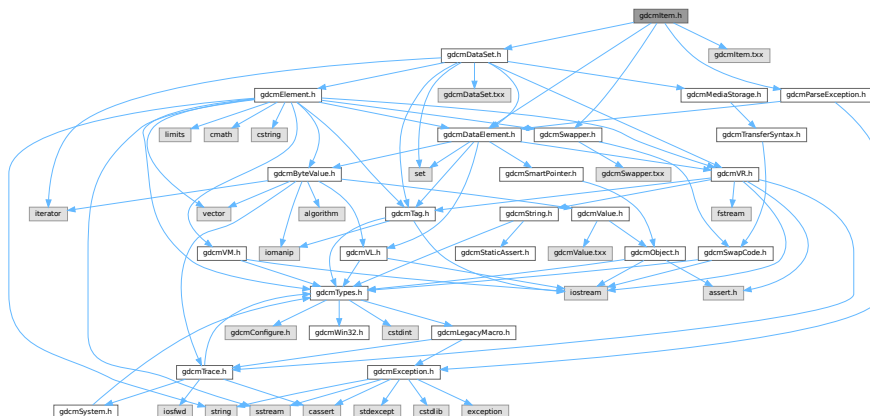 gdcmItem.h
gdcmDataSet.h
gdcmItem.txx
gdcmElement.h
gdcmDataSet.txx
gdcmMediaStorage.h
gdcmParseException.h
limits
cmath
cstring
gdcmDataElement.h
gdcmSwapper.h
gdcmTransferSyntax.h
gdcmByteValue.h
set
gdcmSmartPointer.h
gdcmSwapper.txx
gdcmVR.h
iterator
vector
algorithm
gdcmTag.h
gdcmString.h
gdcmValue.h
fstream
gdcmVM.h
iomanip
gdcmVL.h
gdcmStaticAssert.h
gdcmValue.txx
gdcmObject.h
gdcmSwapCode.h
gdcmTypes.h
iostream
assert.h
gdcmConfigure.h
gdcmWin32.h
cstdint
gdcmLegacyMacro.h
gdcmTrace.h
gdcmException.h
gdcmSystem.h
iosfwd
string
sstream
cassert
stdexcept
cstdlib
exception